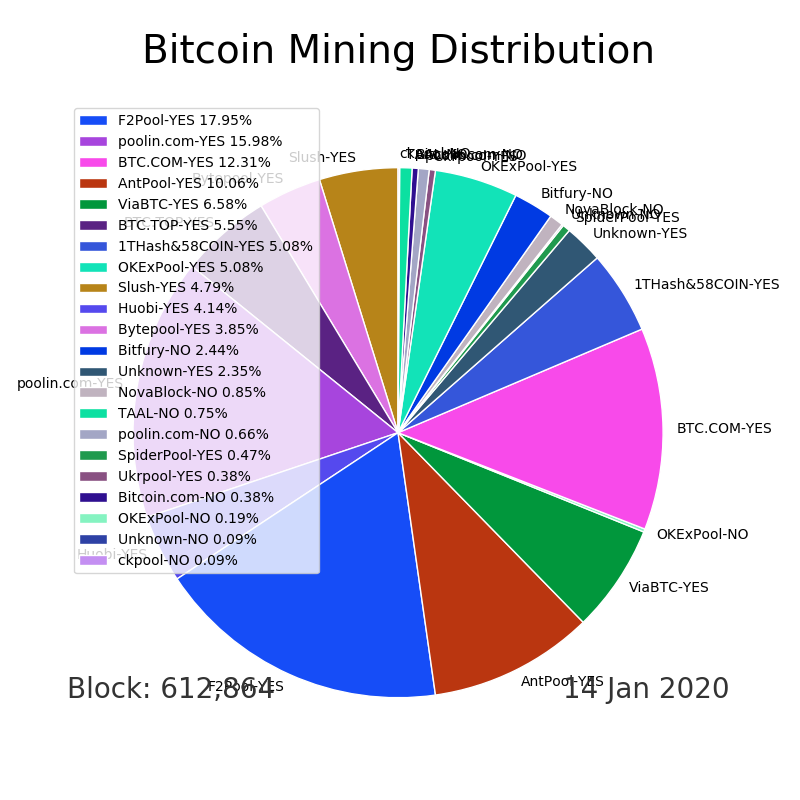 Bitcoin Mining Distribution
F2Pool-YES 17.95%
poolin.com-YES 15.98%
BTC.COM-YES 12.31%
AntPool-YES 10.06%
ViaBTC-YES 6.58%
BTC.TOP-YES 5.55%
1THash&58COIN-YES 5.08%
OKExPool-YES 5.08%
Slush-YES 4.79%
Huobi-YES 4.14%
Bytepool-YES 3.85%
Bitfury-NO 2.44%
Unknown-YES 2.35%
NovaBlock-NO 0.85%
TAAL-NO 0.75%
poolin.com-NO 0.66%
SpiderPool-YES 0.47%
Ukrpool-YES 0.38%
Bitcoin.com-NO 0.38%
OKExPool-NO 0.19%
Unknown-NO 0.09%
ckpool-NO 0.09%
Slush-YES
Bytepool-YES
BTC.TOP-YES
poolin.com-YES
Huobi-YES
F2Pool-YES
AntPool-YES
ViaBTC-YES
OKExPool-NO
BTC.COM-YES
1THash&58COIN-YES
Unknown-YES
SpiderPool-YES
Unknown-NO
NovaBlock-NO
Bitfury-NO
OKExPool-YES
Block: 612,864
14 Jan 2020